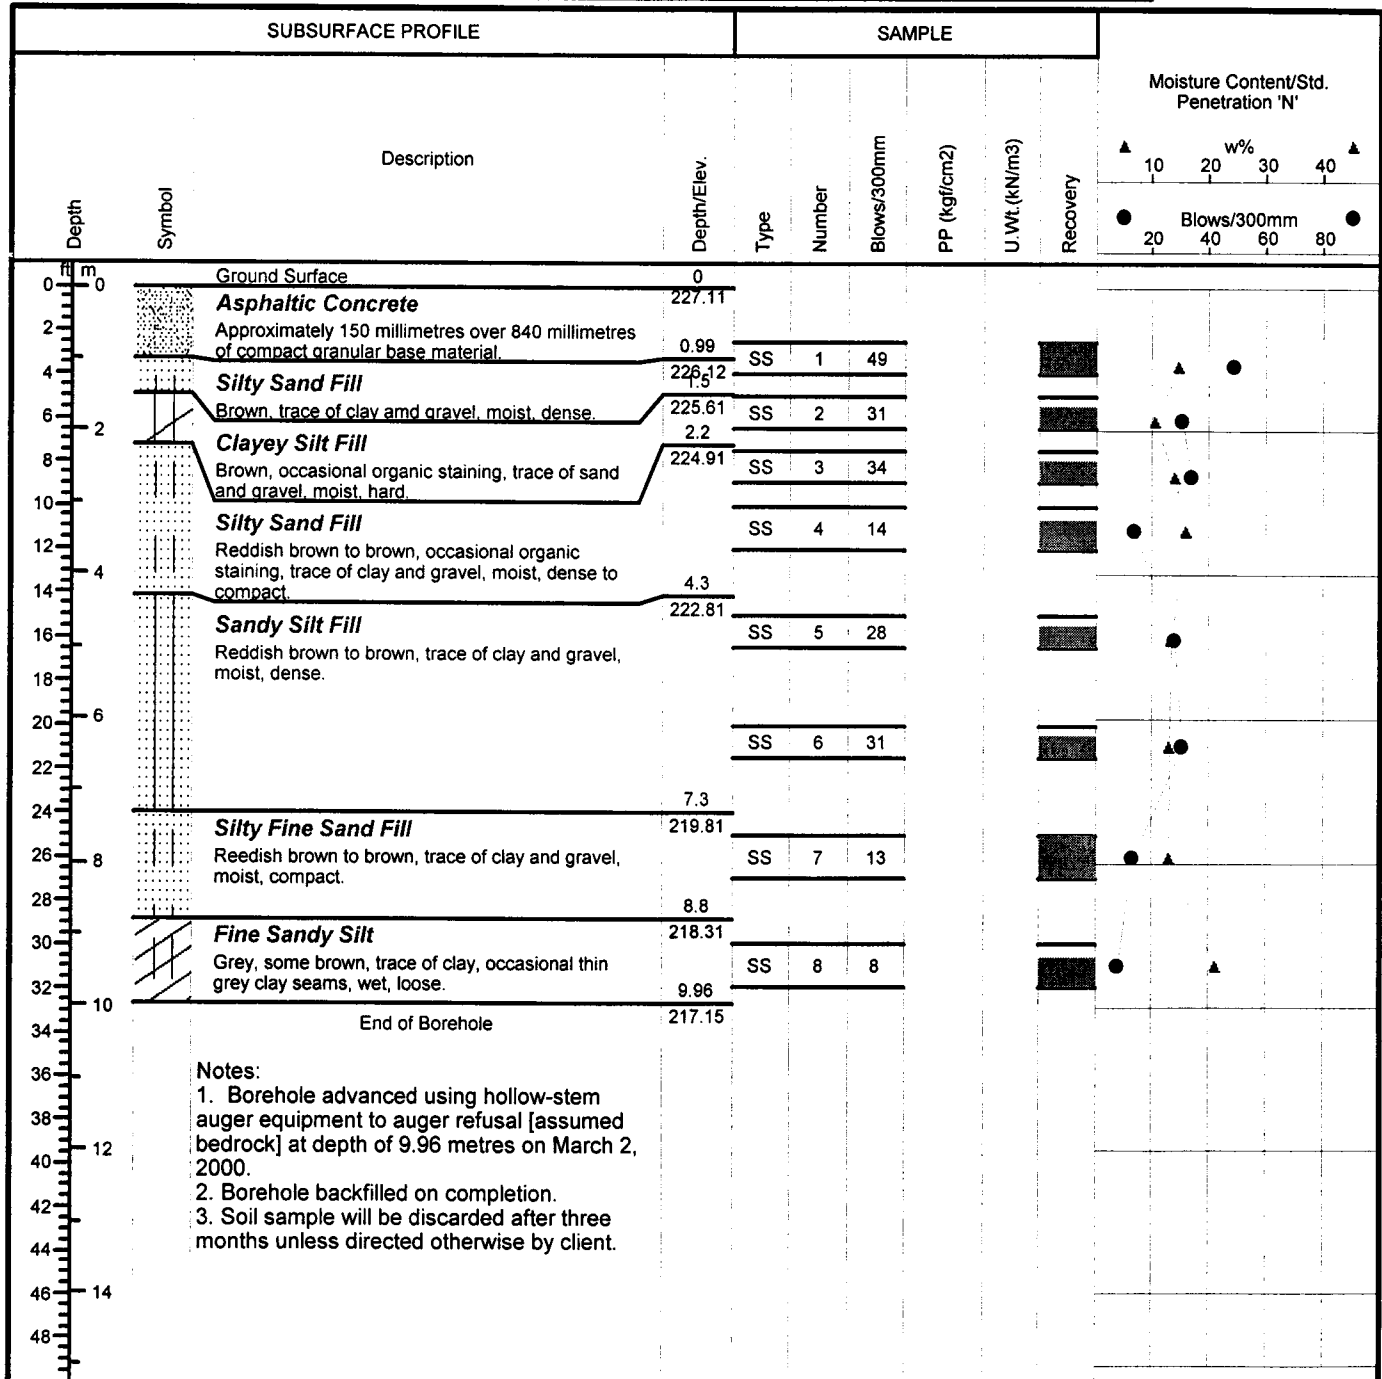 SUBSURFACE PROFILE
SAMPLE
Moisture Content/Std.
Penetration 'N'
w%
10 20 30 40
Blows/300mm
20 40 60 80
Depth
Symbol
Description
Depth/Elev.
Type
Number
Blows/300mm
PP (kgf/cm2)
U.Wt.(kN/m3)
Recovery
ft m
0 0
2
4
6
2
8
10
12
4
14
16
18
20 6
22
24
26 8
28
30
32
10
34
36
38
12
40
42
44
46 14
48
Ground Surface 0
227.11
Asphaltic Concrete
Approximately 150 millimetres over 840 millimetres
of compact granular base material.
0.99
226.12
SS 1 49
Silty Sand Fill
Brown, trace of clay amd gravel, moist, dense.
1.5
225.61
SS 2 31
Clayey Silt Fill
Brown, occasional organic staining, trace of sand
and gravel, moist, hard.
2.2
224.91
SS 3 34
Silty Sand Fill
Reddish brown to brown, occasional organic
staining, trace of clay and gravel, moist, dense to
compact.
SS 4 14
4.3
222.81
Sandy Silt Fill
Reddish brown to brown, trace of clay and gravel,
moist, dense.
SS 5 28
SS 6 31
7.3
219.81
Silty Fine Sand Fill
Reedish brown to brown, trace of clay and gravel,
moist, compact.
SS 7 13
8.8
218.31
Fine Sandy Silt
Grey, some brown, trace of clay, occasional thin
grey clay seams, wet, loose.
SS 8 8
9.96
217.15
End of Borehole
Notes:
1. Borehole advanced using hollow-stem
auger equipment to auger refusal [assumed
bedrock] at depth of 9.96 metres on March 2,
2000.
2. Borehole backfilled on completion.
3. Soil sample will be discarded after three
months unless directed otherwise by client.